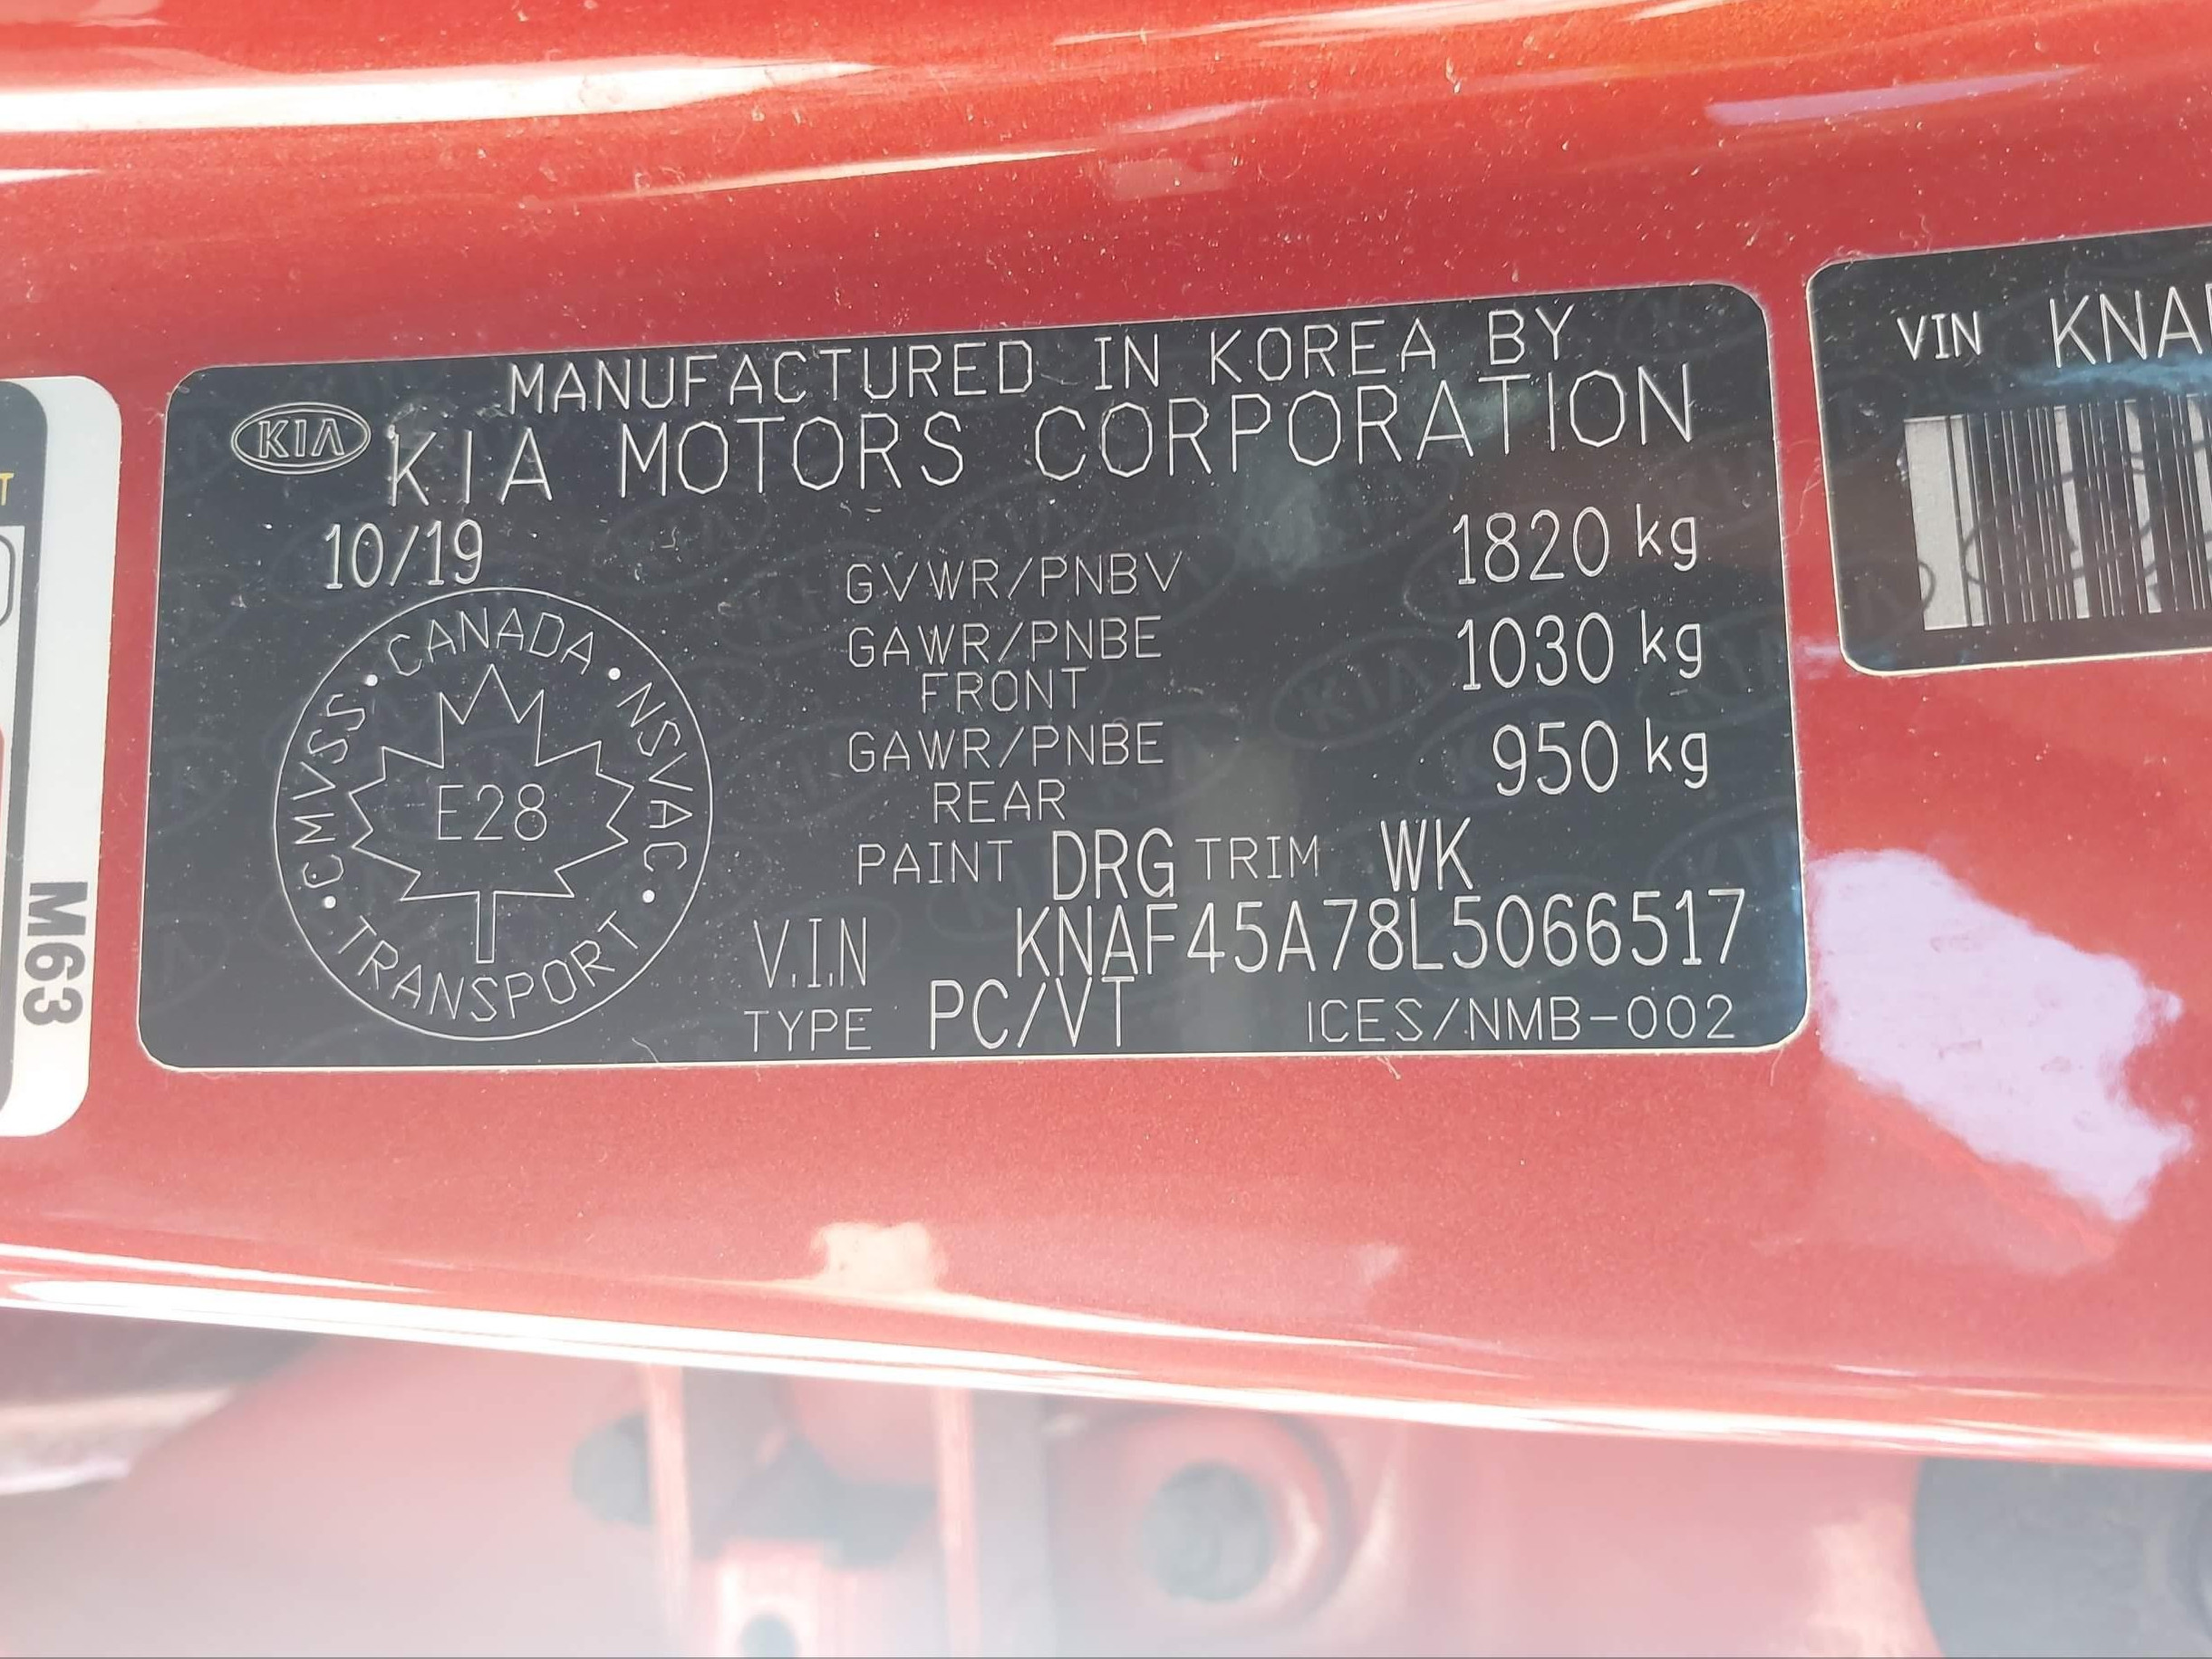 MANUFACTURED IN KOREA BY
KIA
KIA MOTORS CORPORATION
10/19
GVWR/PNBV 1820 kg
GAWR/PNBE FRONT 1030 kg
GAWR/PNBE REAR 950 kg
CANADA • NSVAC • TRANSPORT • CMVSS •
E28
PAINT DRG TRIM WK
V.I.N KNAF45A78L5066517
TYPE PC/VT ICES/NMB-002
VIN KNA
M63